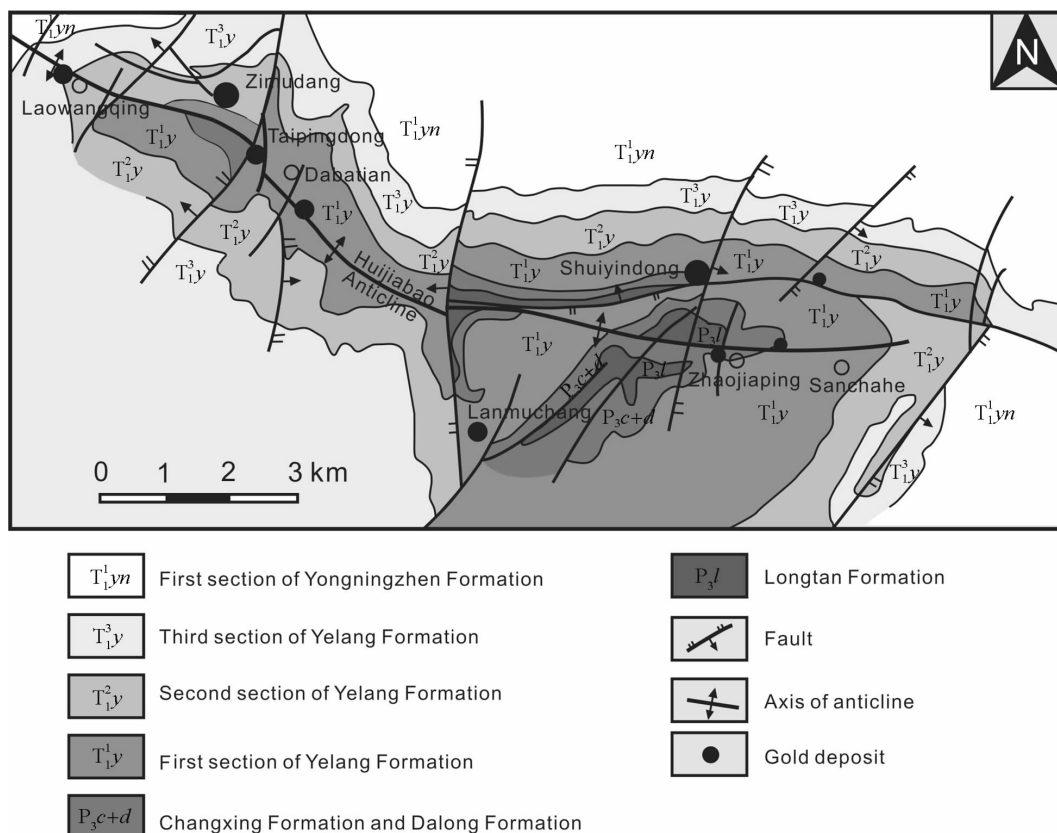 T₁¹yn
T₁³y
N
Zimudang
Laowangqing
T₁¹yn
T₁¹y
Taipingdong
T₁¹yn
T₁²y
Dabatian
T₁³y
T₁³y
T₁³y
T₁¹y
T₁²y
T₁²y
T₁²y
T₁²y
T₁³y
Huijiabao
Anticline
T₁¹y
Shuiyindong
T₁¹y
T₁¹y
T₁¹y
T₁¹y
P₃l
T₁²y
P₃c+d
P₃l
Zhaojiaping
Sanchahe
Lanmuchang
P₃c+d
T₁¹y
T₁¹yn
T₁³y
0 1 2 3 km
T₁¹yn First section of Yongningzhen Formation
T₁³y Third section of Yelang Formation
T₁²y Second section of Yelang Formation
T₁¹y First section of Yelang Formation
P₃c+d Changxing Formation and Dalong Formation
P₃l Longtan Formation
Fault
Axis of anticline
Gold deposit